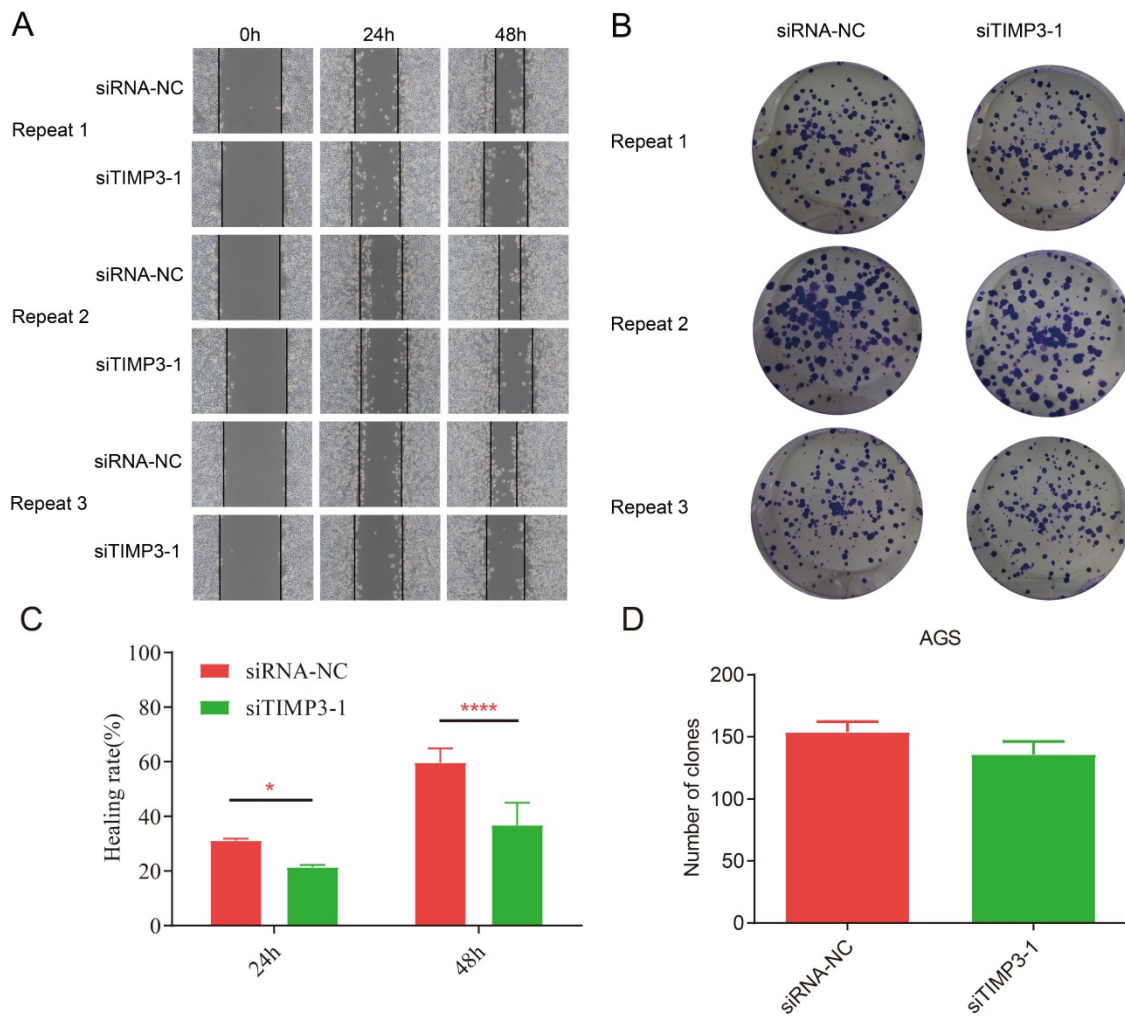 A
0h 24h 48h
siRNA-NC
Repeat 1
siTIMP3-1
siRNA-NC
Repeat 2
siTIMP3-1
siRNA-NC
Repeat 3
siTIMP3-1
B
siRNA-NC siTIMP3-1
Repeat 1
Repeat 2
Repeat 3
C
100
80
60
40
20
0
Healing rate(%)
siRNA-NC
siTIMP3-1
*
****
24h 48h
D
AGS
200
150
100
50
0
Number of clones
siRNA-NC siTIMP3-1